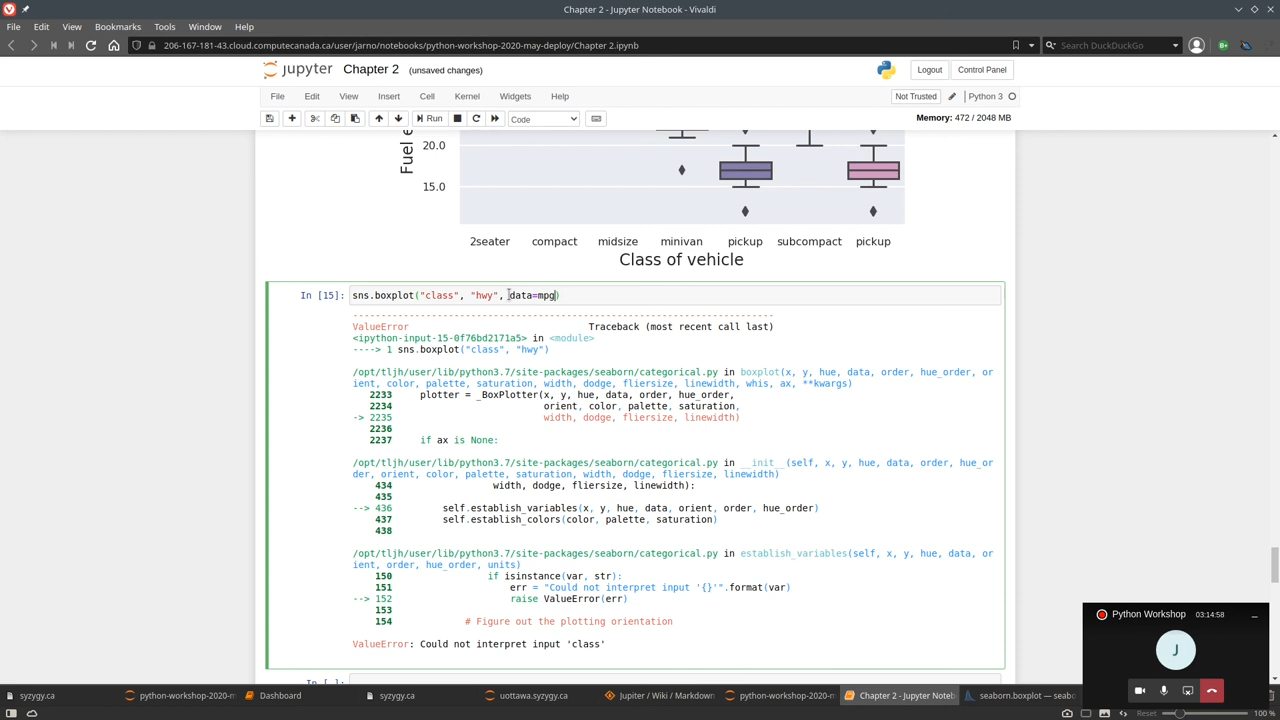 Chapter 2 - Jupyter Notebook - Vivaldi
File Edit View Bookmarks Tools Window Help
206-167-181-43.cloud.computecanada.ca/user/jarno/notebooks/python-workshop-2020-may-deploy/Chapter 2.ipynb
Search DuckDuckGo
jupyter Chapter 2 (unsaved changes)
Logout Control Panel
File Edit View Insert Cell Kernel Widgets Help
Not Trusted Python 3
Run Code Memory: 472 / 2048 MB
Fuel e
20.0
15.0
2seater compact midsize minivan pickup subcompact pickup
Class of vehicle
In [15]: sns.boxplot("class", "hwy", data=mpg)
---------------------------------------------------------------------------
ValueError Traceback (most recent call last)
<ipython-input-15-0f76bd2171a5> in <module>
----> 1 sns.boxplot("class", "hwy")
/opt/tljh/user/lib/python3.7/site-packages/seaborn/categorical.py in boxplot(x, y, hue, data, order, hue_order, or
ient, color, palette, saturation, width, dodge, fliersize, linewidth, whis, ax, **kwargs)
2233 plotter = _BoxPlotter(x, y, hue, data, order, hue_order,
2234 orient, color, palette, saturation,
-> 2235 width, dodge, fliersize, linewidth)
2236
2237 if ax is None:
/opt/tljh/user/lib/python3.7/site-packages/seaborn/categorical.py in __init__(self, x, y, hue, data, order, hue_or
der, orient, color, palette, saturation, width, dodge, fliersize, linewidth)
434 width, dodge, fliersize, linewidth):
435
--> 436 self.establish_variables(x, y, hue, data, orient, order, hue_order)
437 self.establish_colors(color, palette, saturation)
438
/opt/tljh/user/lib/python3.7/site-packages/seaborn/categorical.py in establish_variables(self, x, y, hue, data, or
ient, order, hue_order, units)
150 if isinstance(var, str):
151 err = "Could not interpret input '{}'".format(var)
--> 152 raise ValueError(err)
153
154 # Figure out the plotting orientation
ValueError: Could not interpret input 'class'
In [ ]:
Python Workshop 03:14:58
J
syzygy.ca python-workshop-2020-m Dashboard syzygy.ca uottawa.syzygy.ca Jupiter / Wiki / Markdown python-workshop-2020-m Chapter 2 - Jupyter Noteb seaborn.boxplot — seabo
Reset 100 %